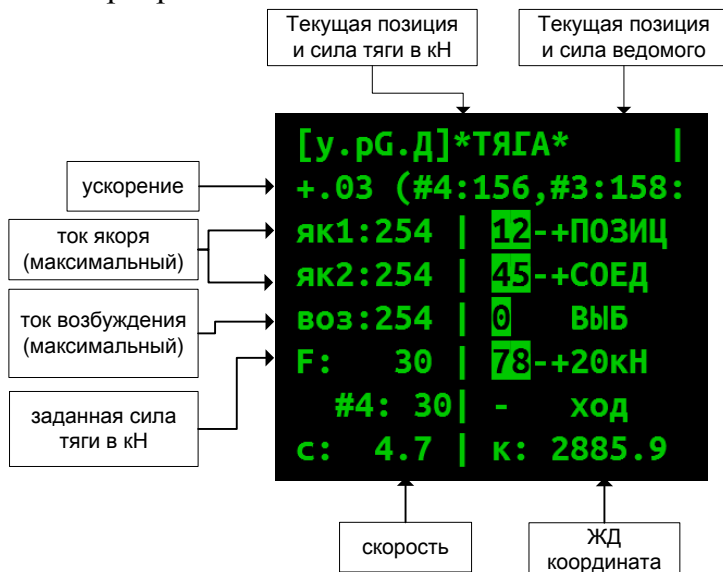 Текущая позиция
и сила тяги в кН
Текущая позиция
и сила ведомого
[у.рG.Д]*ТЯГА* |
ускорение
+.03 (#4:156,#3:158:
ток якоря
(максимальный)
як1:254 | 12-+ПОЗИЦ
як2:254 | 45-+СОЕД
ток возбуждения
(максимальный)
воз:254 | 0 ВЫБ
F: 30 | 78-+20кН
заданная сила
тяги в кН
#4: 30| - ход
с: 4.7 | к: 2885.9
скорость
ЖД
координата